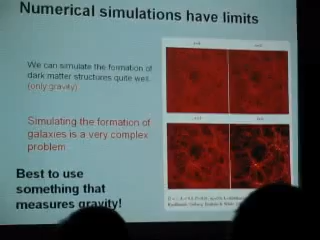 Numerical simulations have limits
We can simulate the formation of
dark matter structures quite well.
(only gravity)
Simulating the formation of
galaxies is a very complex
problem
Best to use
something that
measures gravity!